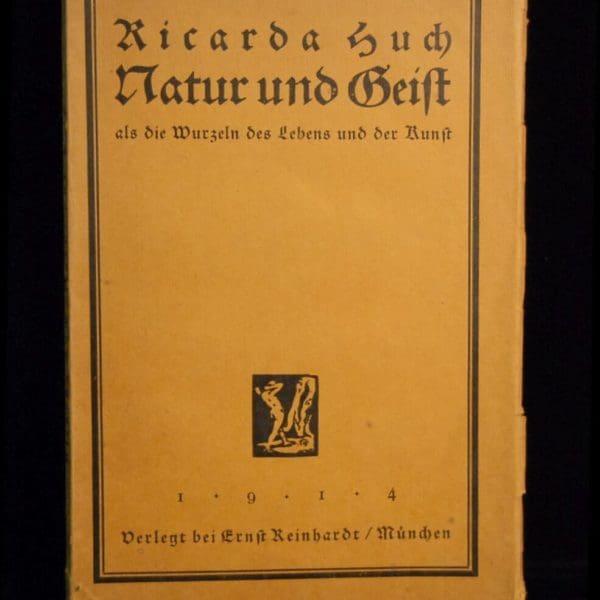 Ricarda Huch
Natur und Geist
als die Wurzeln des Lebens und der Kunst
1 · 9 · 1 · 4
Verlegt bei Ernst Reinhardt / München